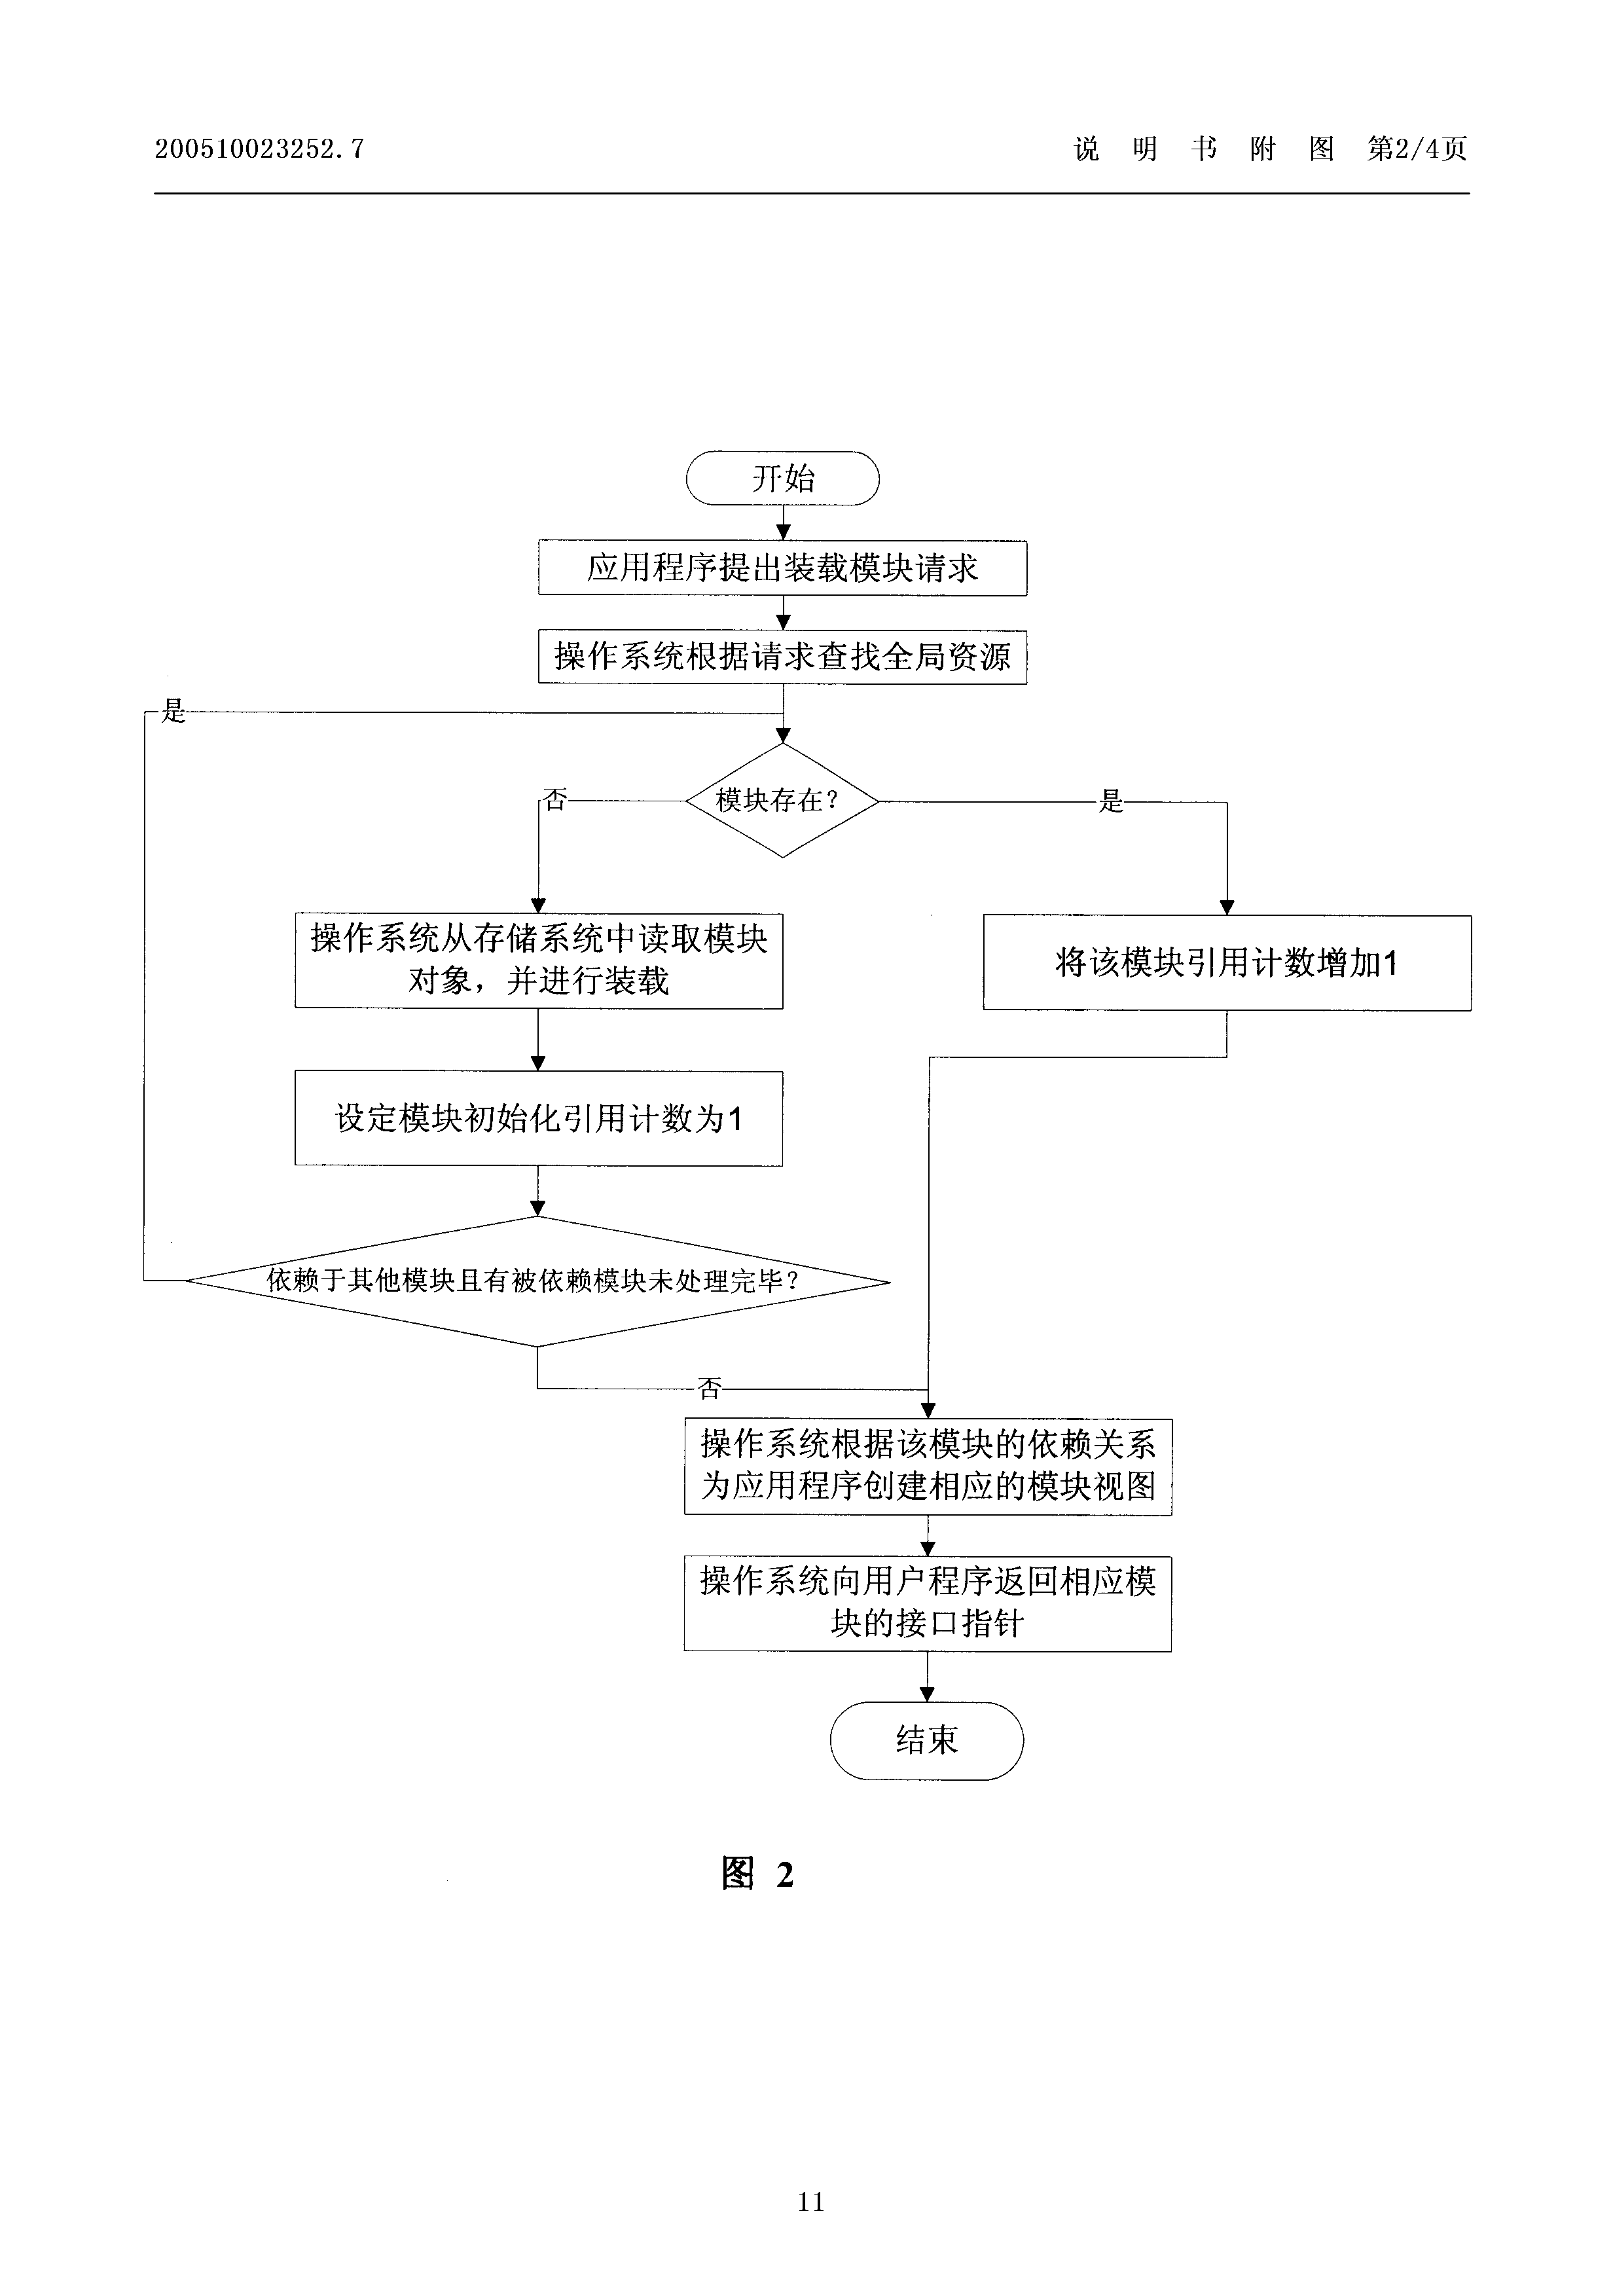 200510023252.7
说 明 书 附 图 第2/4页
开始
应用程序提出装载模块请求
操作系统根据请求查找全局资源
是
模块存在？
否
是
操作系统从存储系统中读取模块
对象，并进行装载
将该模块引用计数增加1
设定模块初始化引用计数为1
依赖于其他模块且有被依赖模块未处理完毕？
否
操作系统根据该模块的依赖关系
为应用程序创建相应的模块视图
操作系统向用户程序返回相应模
块的接口指针
结束
图 2
11